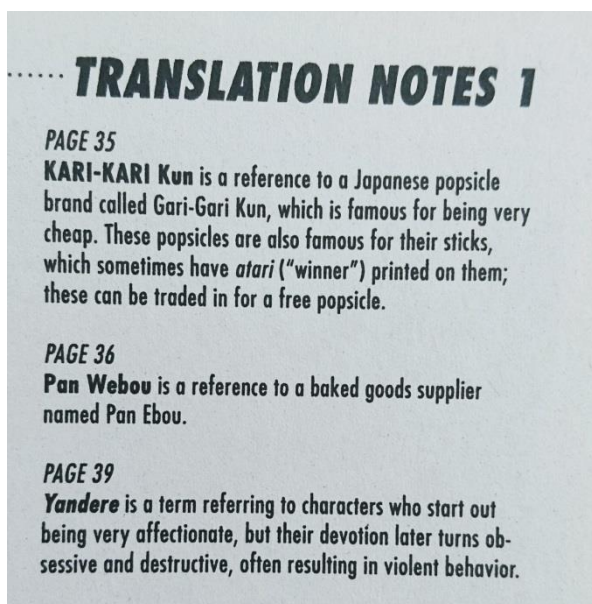 ...... TRANSLATION NOTES 1
PAGE 35
KARI-KARI Kun is a reference to a Japanese popsicle
brand called Gari-Gari Kun, which is famous for being very
cheap. These popsicles are also famous for their sticks,
which sometimes have atari (“winner”) printed on them;
these can be traded in for a free popsicle.
PAGE 36
Pan Webou is a reference to a baked goods supplier
named Pan Ebou.
PAGE 39
Yandere is a term referring to characters who start out
being very affectionate, but their devotion later turns ob-
sessive and destructive, often resulting in violent behavior.